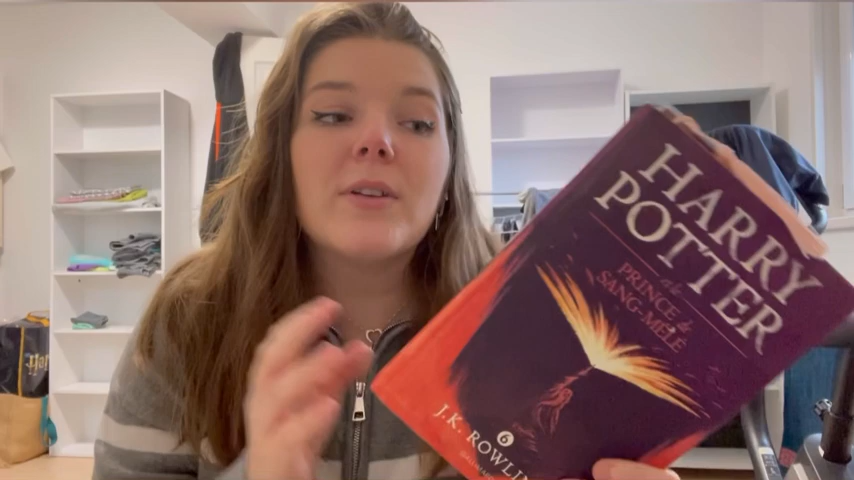 HARRY
POTTER
et le
PRINCE de
SANG-MÊLÉ
6
J.K. ROWLIN